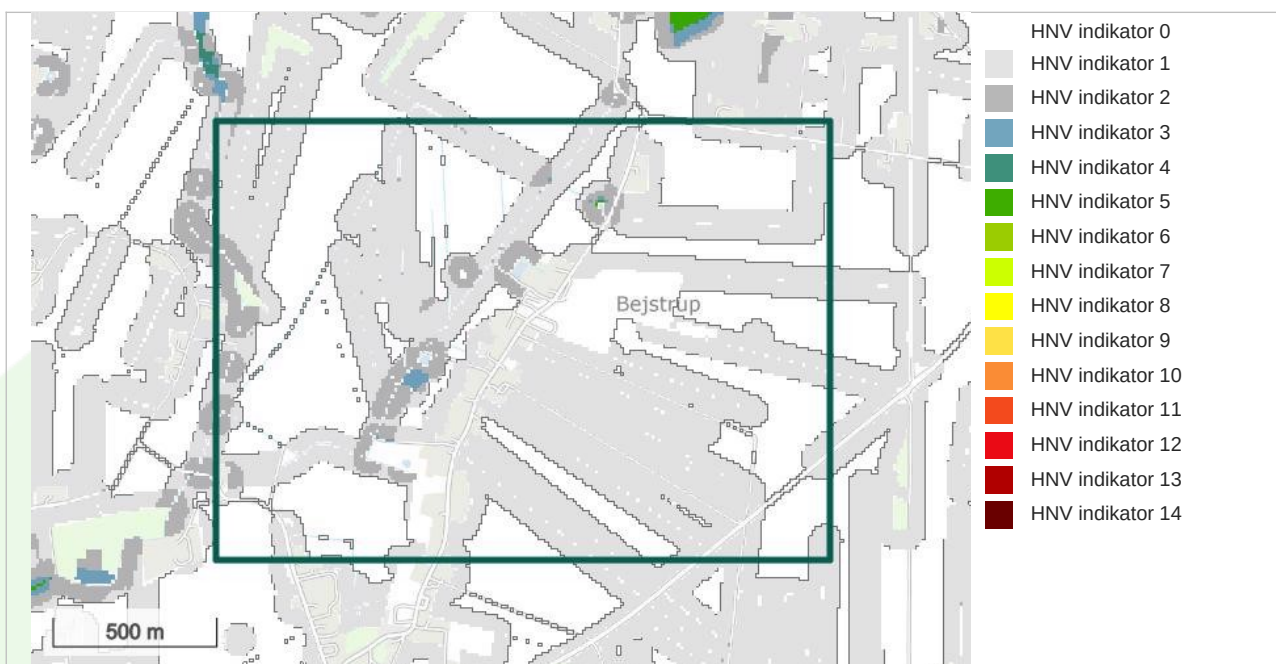 HNV indikator 0
HNV indikator 1
HNV indikator 2
HNV indikator 3
HNV indikator 4
HNV indikator 5
HNV indikator 6
HNV indikator 7
HNV indikator 8
HNV indikator 9
HNV indikator 10
HNV indikator 11
HNV indikator 12
HNV indikator 13
HNV indikator 14
Bejstrup
500 m